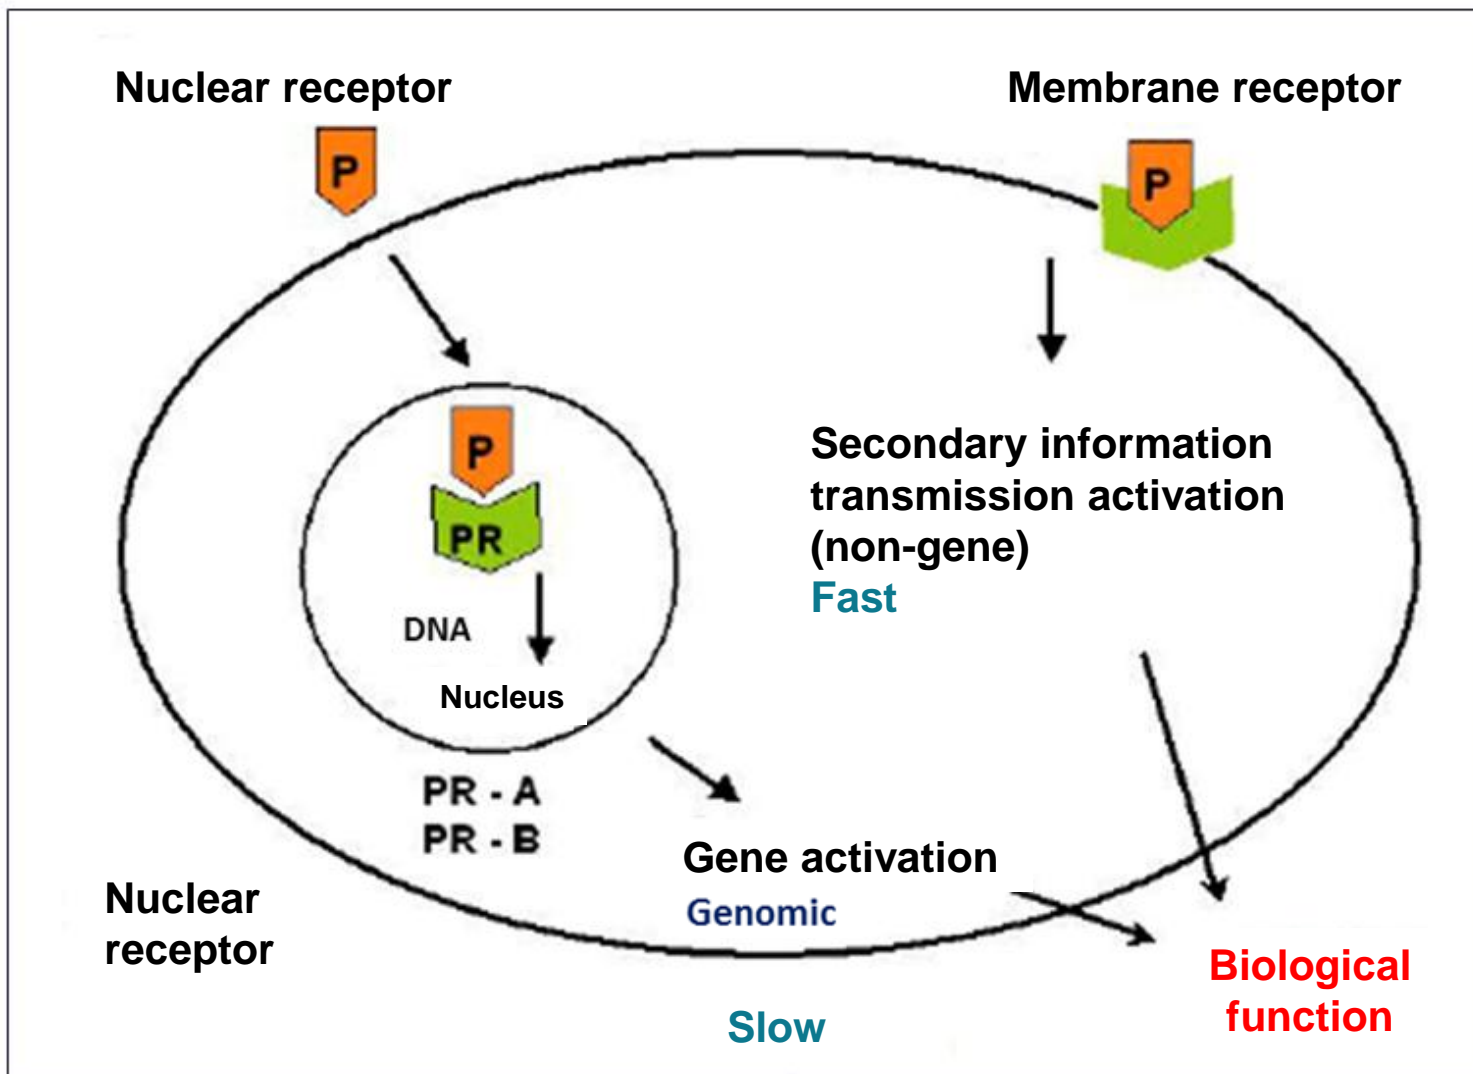 Nuclear receptor
Membrane receptor
P
P
P
PR
DNA
Nucleus
PR - A
PR - B
Secondary information
transmission activation
(non-gene)
Fast
Gene activation
Genomic
Nuclear
receptor
Slow
Biological
function